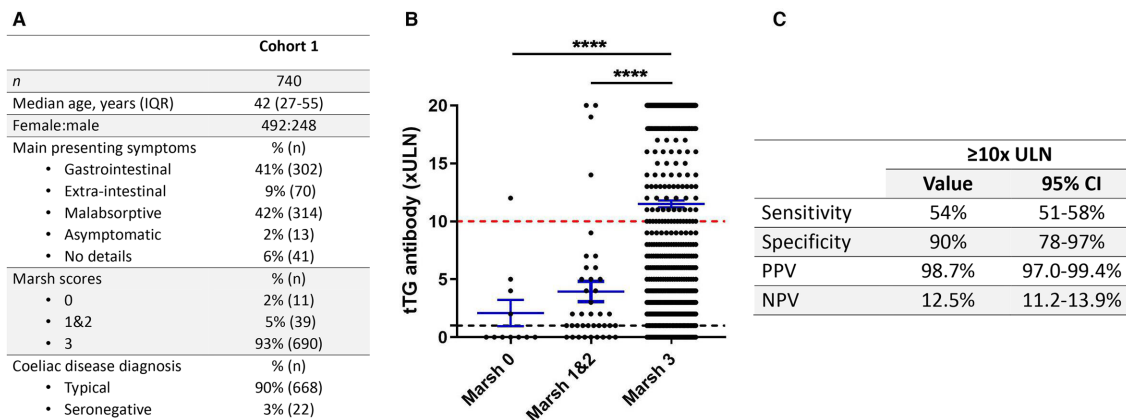 A
Cohort 1
n 740
Median age, years (IQR) 42 (27-55)
Female:male 492:248
Main presenting symptoms % (n)
• Gastrointestinal 41% (302)
• Extra-intestinal 9% (70)
• Malabsorptive 42% (314)
• Asymptomatic 2% (13)
• No details 6% (41)
Marsh scores % (n)
• 0 2% (11)
• 1&2 5% (39)
• 3 93% (690)
Coeliac disease diagnosis % (n)
• Typical 90% (668)
• Seronegative 3% (22)
B
****
****
tTG antibody (xULN)
20
15
10
5
0
Marsh 0
Marsh 1&2
Marsh 3
C
≥10x ULN
Value 95% CI
Sensitivity 54% 51-58%
Specificity 90% 78-97%
PPV 98.7% 97.0-99.4%
NPV 12.5% 11.2-13.9%